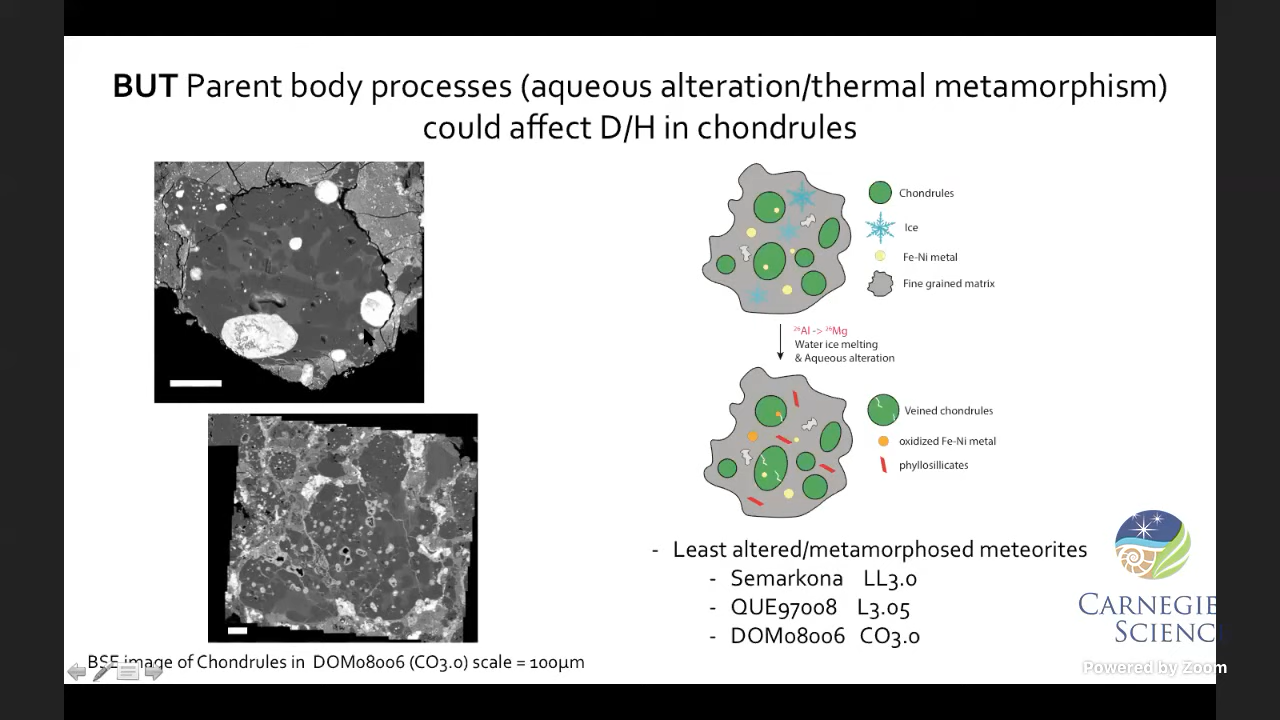 BUT Parent body processes (aqueous alteration/thermal metamorphism)
could affect D/H in chondrules
Chondrules
Ice
Fe-Ni metal
Fine grained matrix
²⁶Al -> ²⁶Mg
Water ice melting
& Aqueous alteration
Veined chondrules
oxidized Fe-Ni metal
phyllosillicates
- Least altered/metamorphosed meteorites
- Semarkona LL3.0
- QUE97008 L3.05
- DOM08006 CO3.0
CARNEGIE
SCIENC
BSE image of Chondrules in DOM08006 (CO3.0) scale = 100µm
Powered by Zoom